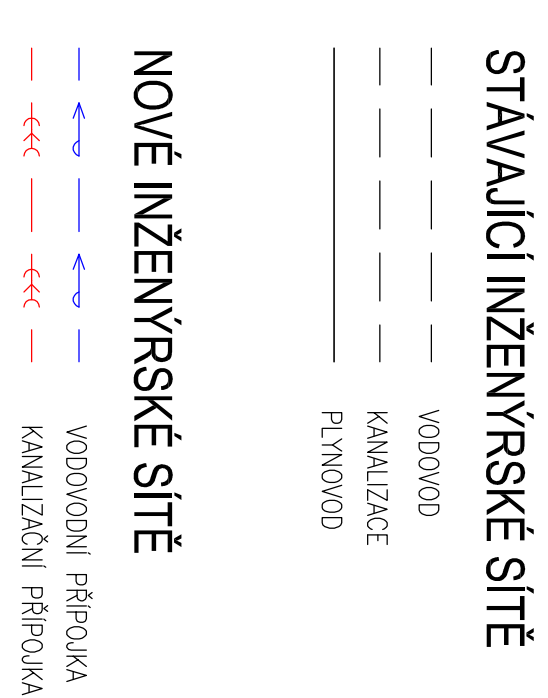 STÁVAJÍCÍ INŽENÝRSKÉ SÍTĚ
VODOVOD
KANALIZACE
PLYNOVOD
NOVÉ INŽENÝRSKÉ SÍTĚ
VODOVODNÍ PŘÍPOJKA
KANALIZAČNÍ PŘÍPOJKA